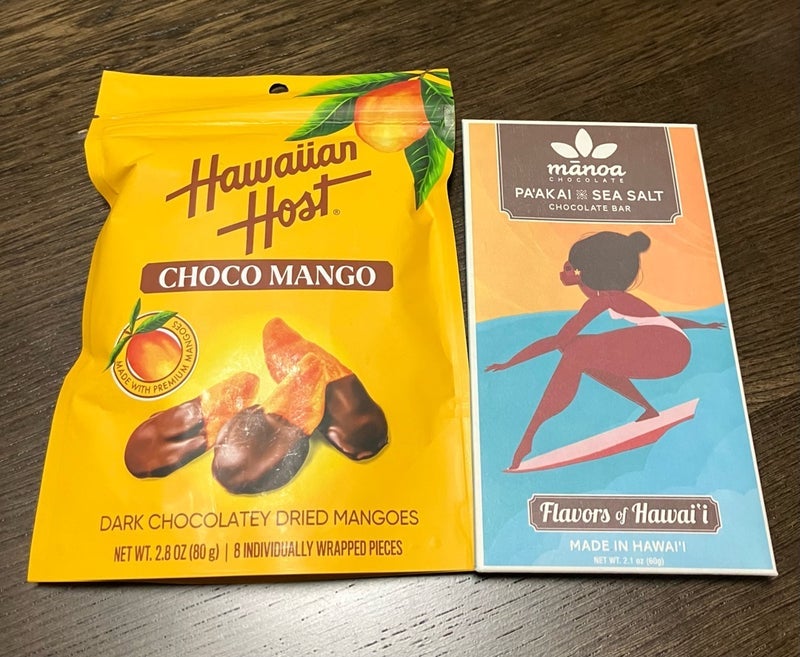 Hawaiian
Host®
CHOCO MANGO
MADE WITH PREMIUM MANGOES
DARK CHOCOLATEY DRIED MANGOES
NET WT. 2.8 OZ (80 g) | 8 INDIVIDUALLY WRAPPED PIECES
mānoa
CHOCOLATE
PA'AKAI SEA SALT
CHOCOLATE BAR
Flavors of Hawai'i
MADE IN HAWAI'I
NET WT. 2.1 oz (60g)